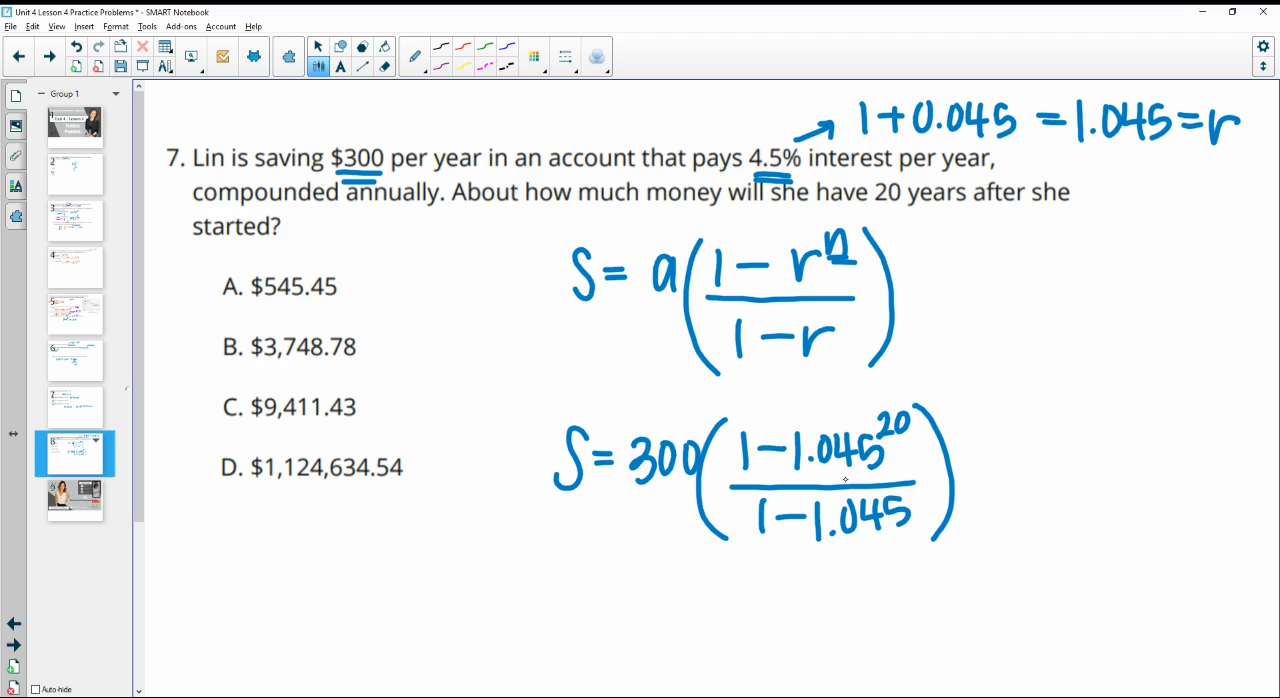 Unit 4 Lesson 4 Practice Problems * - SMART Notebook
File Edit View Insert Format Tools Add-ons Account Help
Group 1
1 + 0.045 = 1.045 = r
7. Lin is saving $300 per year in an account that pays 4.5% interest per year,
compounded annually. About how much money will she have 20 years after she
started?
S = a(1 - r^n / 1 - r)
A. $545.45
B. $3,748.78
C. $9,411.43
S = 300(1 - 1.045^20 / 1 - 1.045)
D. $1,124,634.54
Auto-hide